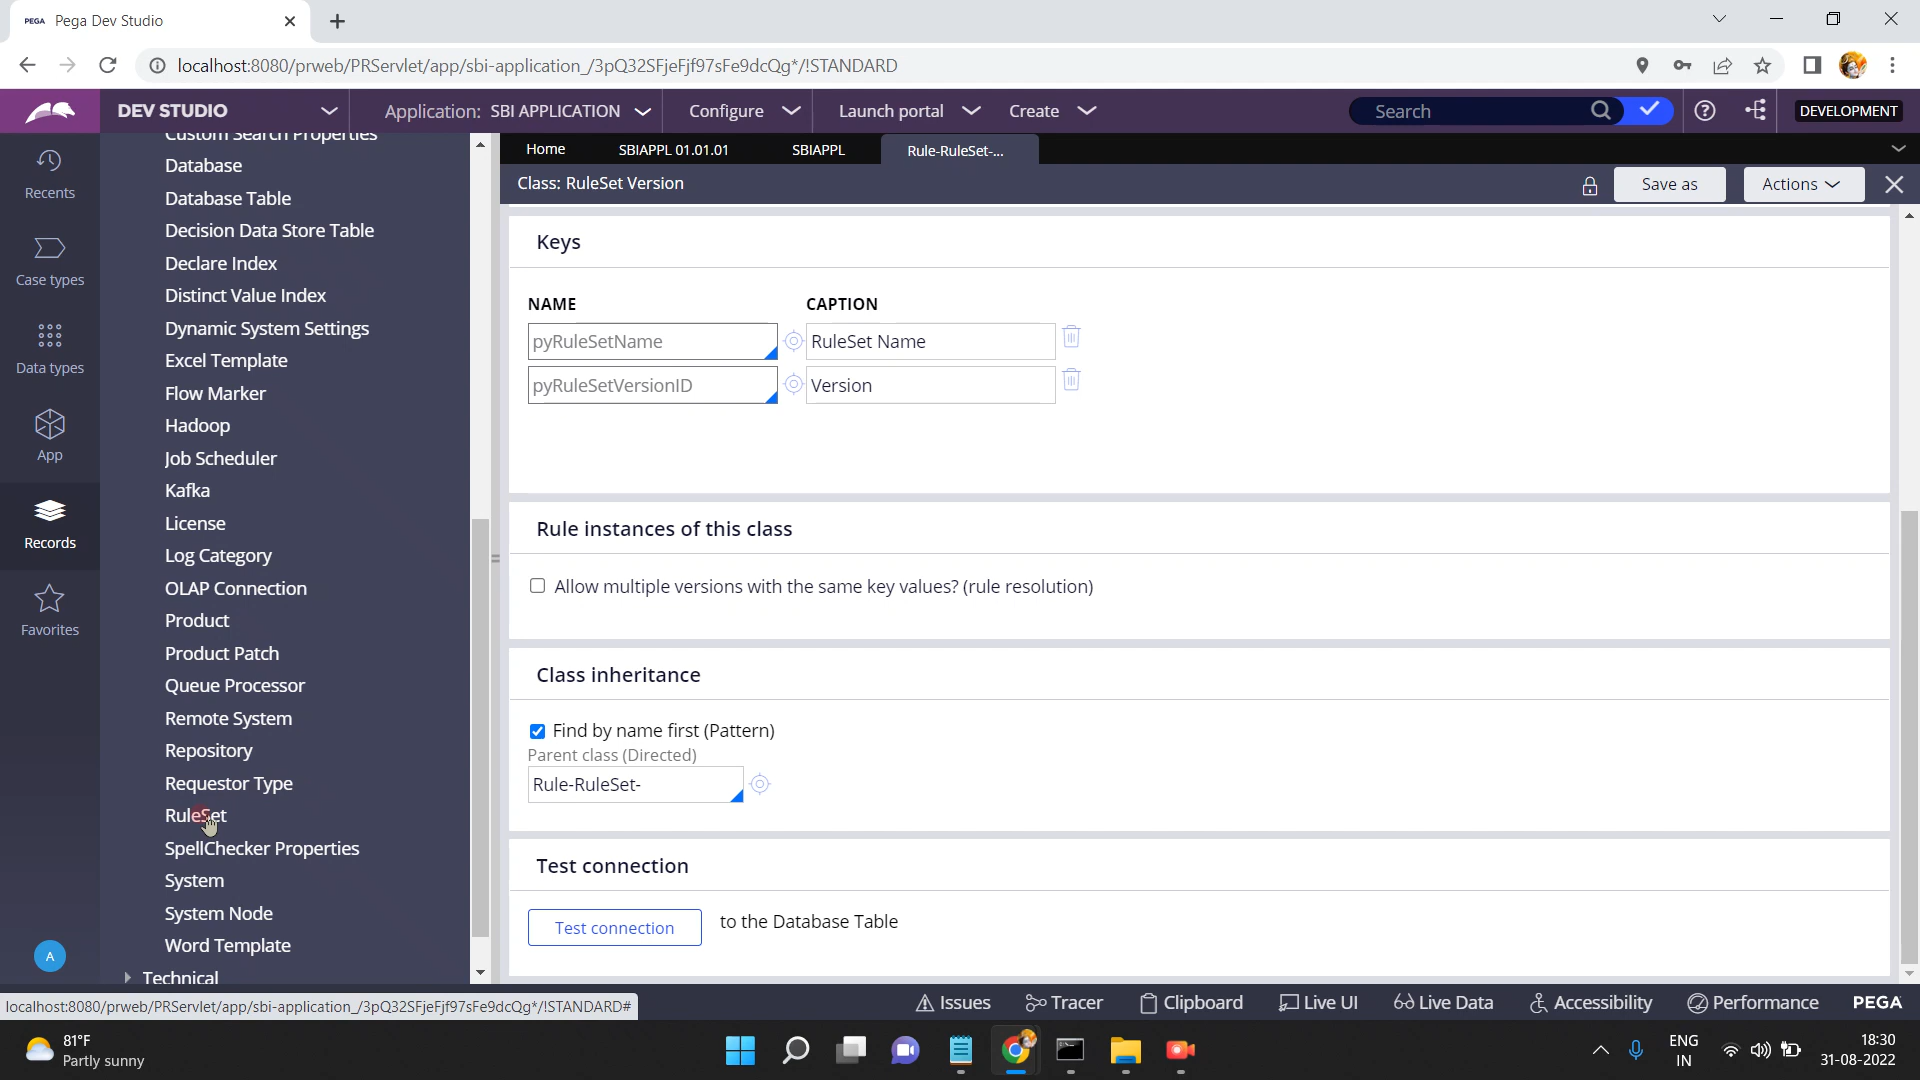 PEGA Pega Dev Studio
localhost:8080/prweb/PRServlet/app/sbi-application_/3pQ32SFjeFjf97sFe9dcQg*/!STANDARD
DEV STUDIO
Application: SBI APPLICATION
Configure
Launch portal
Create
Search
DEVELOPMENT
Recents
Case types
Data types
App
Records
Favorites
A
Custom Search Properties
Database
Database Table
Decision Data Store Table
Declare Index
Distinct Value Index
Dynamic System Settings
Excel Template
Flow Marker
Hadoop
Job Scheduler
Kafka
License
Log Category
OLAP Connection
Product
Product Patch
Queue Processor
Remote System
Repository
Requestor Type
RuleSet
SpellChecker Properties
System
System Node
Word Template
Technical
Home
SBIAPPL 01.01.01
SBIAPPL
Rule-RuleSet-...
Class: RuleSet Version
Save as
Actions
Keys
NAME
CAPTION
pyRuleSetName
RuleSet Name
pyRuleSetVersionID
Version
Rule instances of this class
Allow multiple versions with the same key values? (rule resolution)
Class inheritance
Find by name first (Pattern)
Parent class (Directed)
Rule-RuleSet-
Test connection
Test connection
to the Database Table
localhost:8080/prweb/PRServlet/app/sbi-application_/3pQ32SFjeFjf97sFe9dcQg*/!STANDARD#
Issues
Tracer
Clipboard
Live UI
Live Data
Accessibility
Performance
PEGA
81°F
Partly sunny
ENG
IN
18:30
31-08-2022